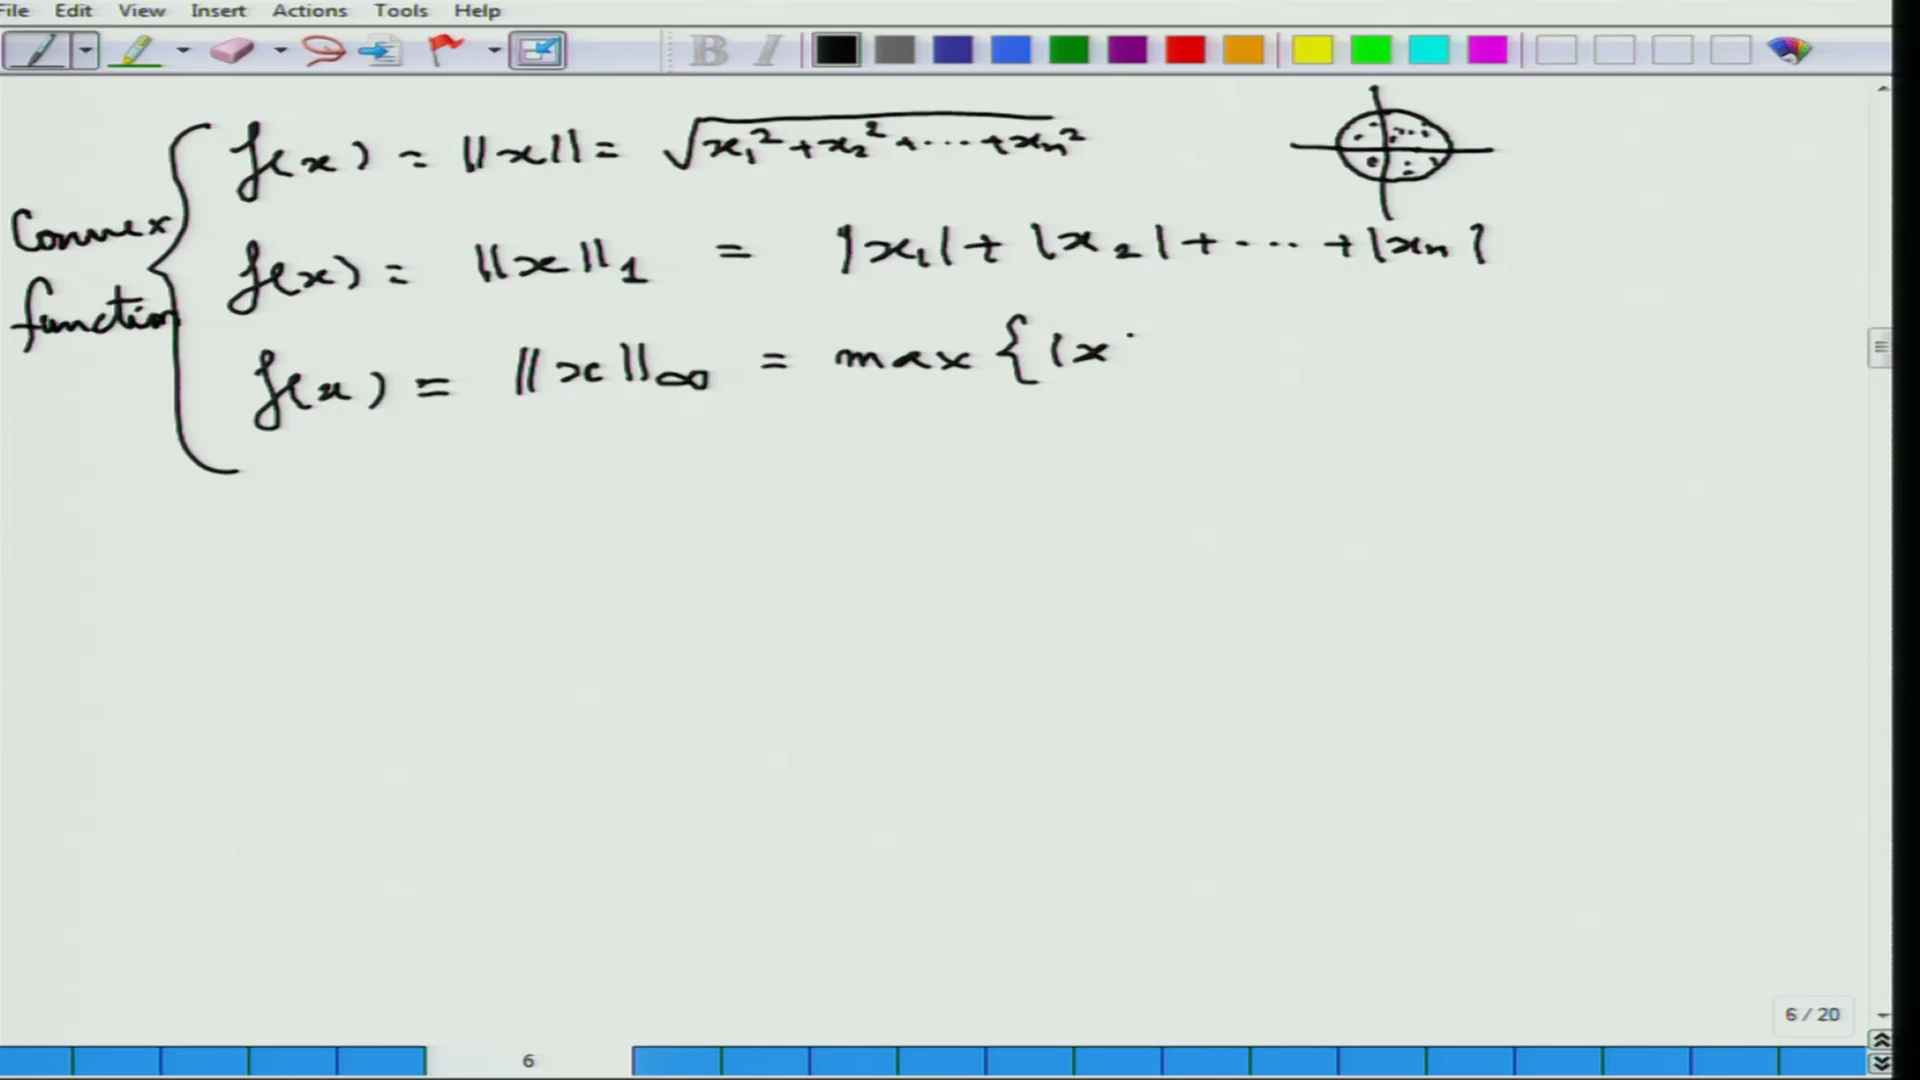 File Edit View Insert Actions Tools Help
B I
f(x) = ||x|| = √x₁² + x₂² + ... + xₙ²
Convex function
f(x) = ||x||₁ = |x₁| + |x₂| + ... + |xₙ|
f(x) = ||x||∞ = max {|x
6 / 20
6